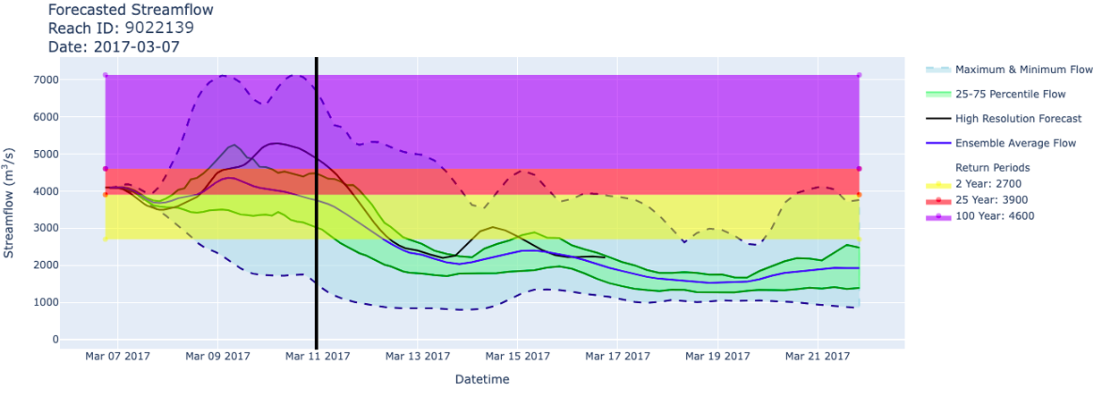 Forecasted Streamflow
Reach ID: 9022139
Date: 2017-03-07
Streamflow (m³/s)
7000
6000
5000
4000
3000
2000
1000
0
Mar 07 2017 Mar 09 2017 Mar 11 2017 Mar 13 2017 Mar 15 2017 Mar 17 2017 Mar 19 2017 Mar 21 2017
Datetime
Maximum & Minimum Flow
25-75 Percentile Flow
High Resolution Forecast
Ensemble Average Flow
Return Periods
2 Year: 2700
25 Year: 3900
100 Year: 4600